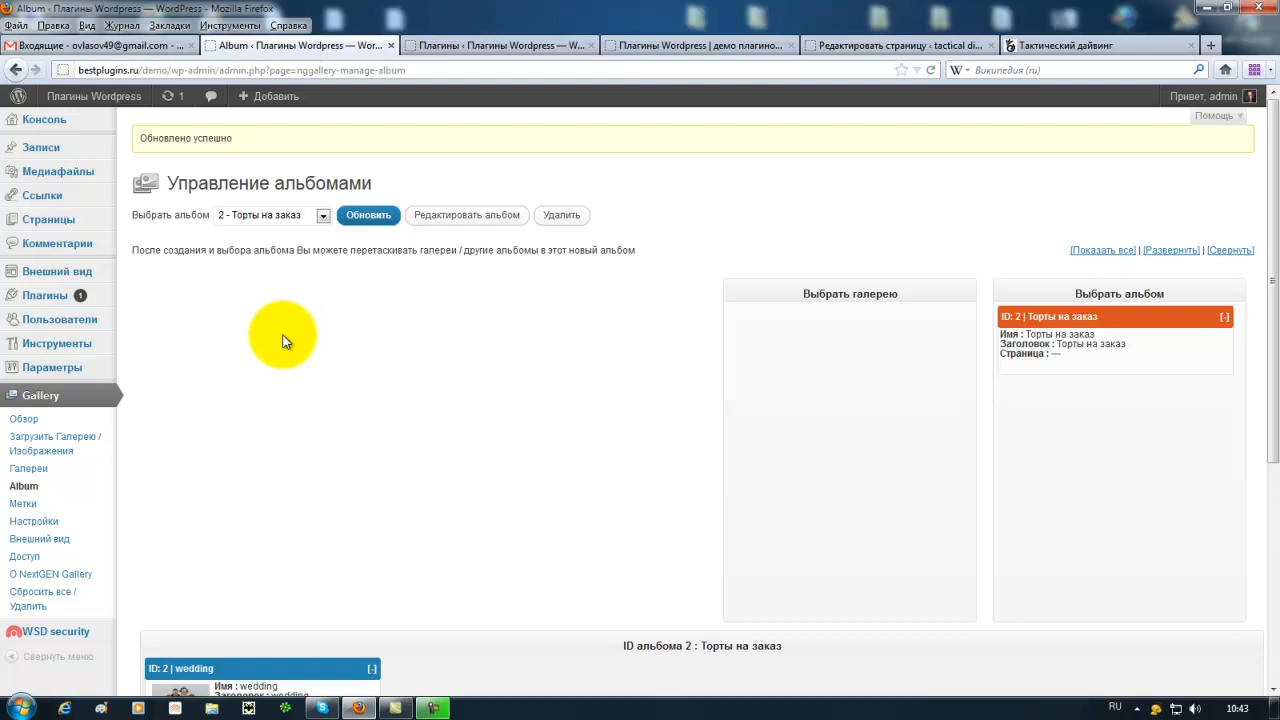 Album ‹ Плагины Wordpress — WordPress - Mozilla Firefox
Файл Правка Вид Журнал Закладки Инструменты Справка
Входящие - ovlasov49@gmail.com - ... × Album ‹ Плагины Wordpress — Wor... × Плагины ‹ Плагины Wordpress — W... × Плагины Wordpress | демо плагино... × Редактировать страницу ‹ tactical di... × Тактический дайвинг × +
bestplugins.ru/demo/wp-admin/admin.php?page=nggallery-manage-album
W Википедия (ru)
Плагины Wordpress 1 + Добавить Привет, admin
Помощь
Консоль
Записи
Медиафайлы
Ссылки
Страницы
Комментарии
Внешний вид
Плагины 1
Пользователи
Инструменты
Параметры
Gallery
Обзор
Загрузить Галерею /
Изображения
Галереи
Album
Метки
Настройки
Внешний вид
Доступ
О NextGEN Gallery
Сбросить все /
Удалить
WSD security
Свернуть меню
Обновлено успешно
Управление альбомами
Выбрать альбом 2 - Торты на заказ Обновить Редактировать альбом Удалить
После создания и выбора альбома Вы можете перетаскивать галереи / другие альбомы в этот новый альбом
[Показать все] | [Развернуть] | [Свернуть]
Выбрать галерею
Выбрать альбом
ID: 2 | Торты на заказ [-]
Имя : Торты на заказ
Заголовок : Торты на заказ
Страница : ---
ID альбома 2 : Торты на заказ
ID: 2 | wedding [-]
Имя : wedding
Заголовок : wedding
RU 10:43